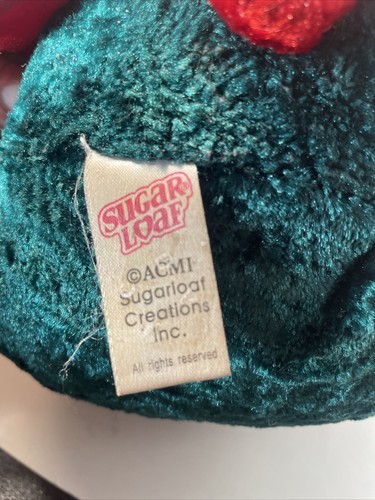 SUGAR®
LOAF
©ACMI
Sugarloaf
Creations
Inc.
All rights reserved